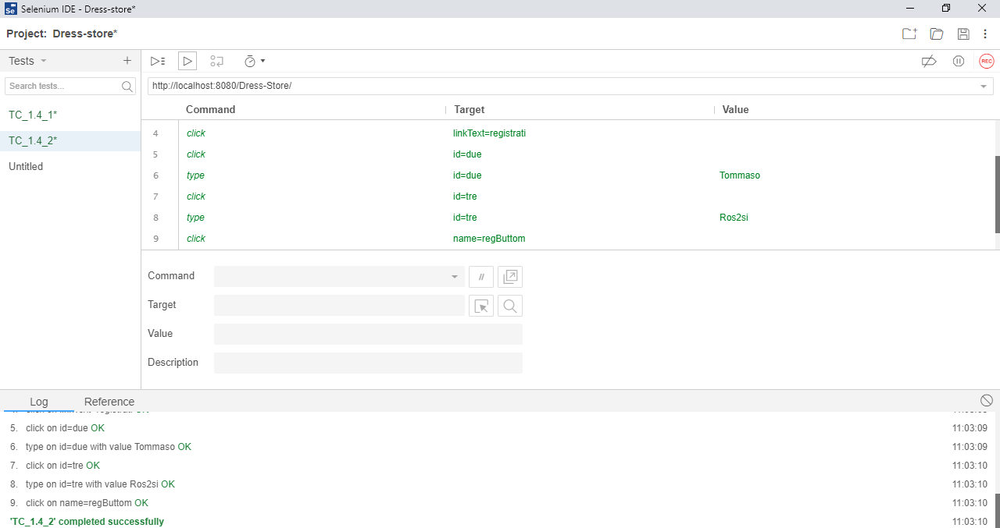 Selenium IDE - Dress-store*
Project: Dress-store*
Tests
Search tests...
TC_1.4_1*
TC_1.4_2*
Untitled
REC
http://localhost:8080/Dress-Store/
Command Target Value
4 click linkText=registrati
5 click id=due
6 type id=due Tommaso
7 click id=tre
8 type id=tre Ros2si
9 click name=regButtom
Command
//
Target
Value
Description
Log Reference
5. click on id=due OK 11:03:09
6. type on id=due with value Tommaso OK 11:03:09
7. click on id=tre OK 11:03:10
8. type on id=tre with value Ros2si OK 11:03:10
9. click on name=regButtom OK 11:03:10
'TC_1.4_2' completed successfully 11:03:10